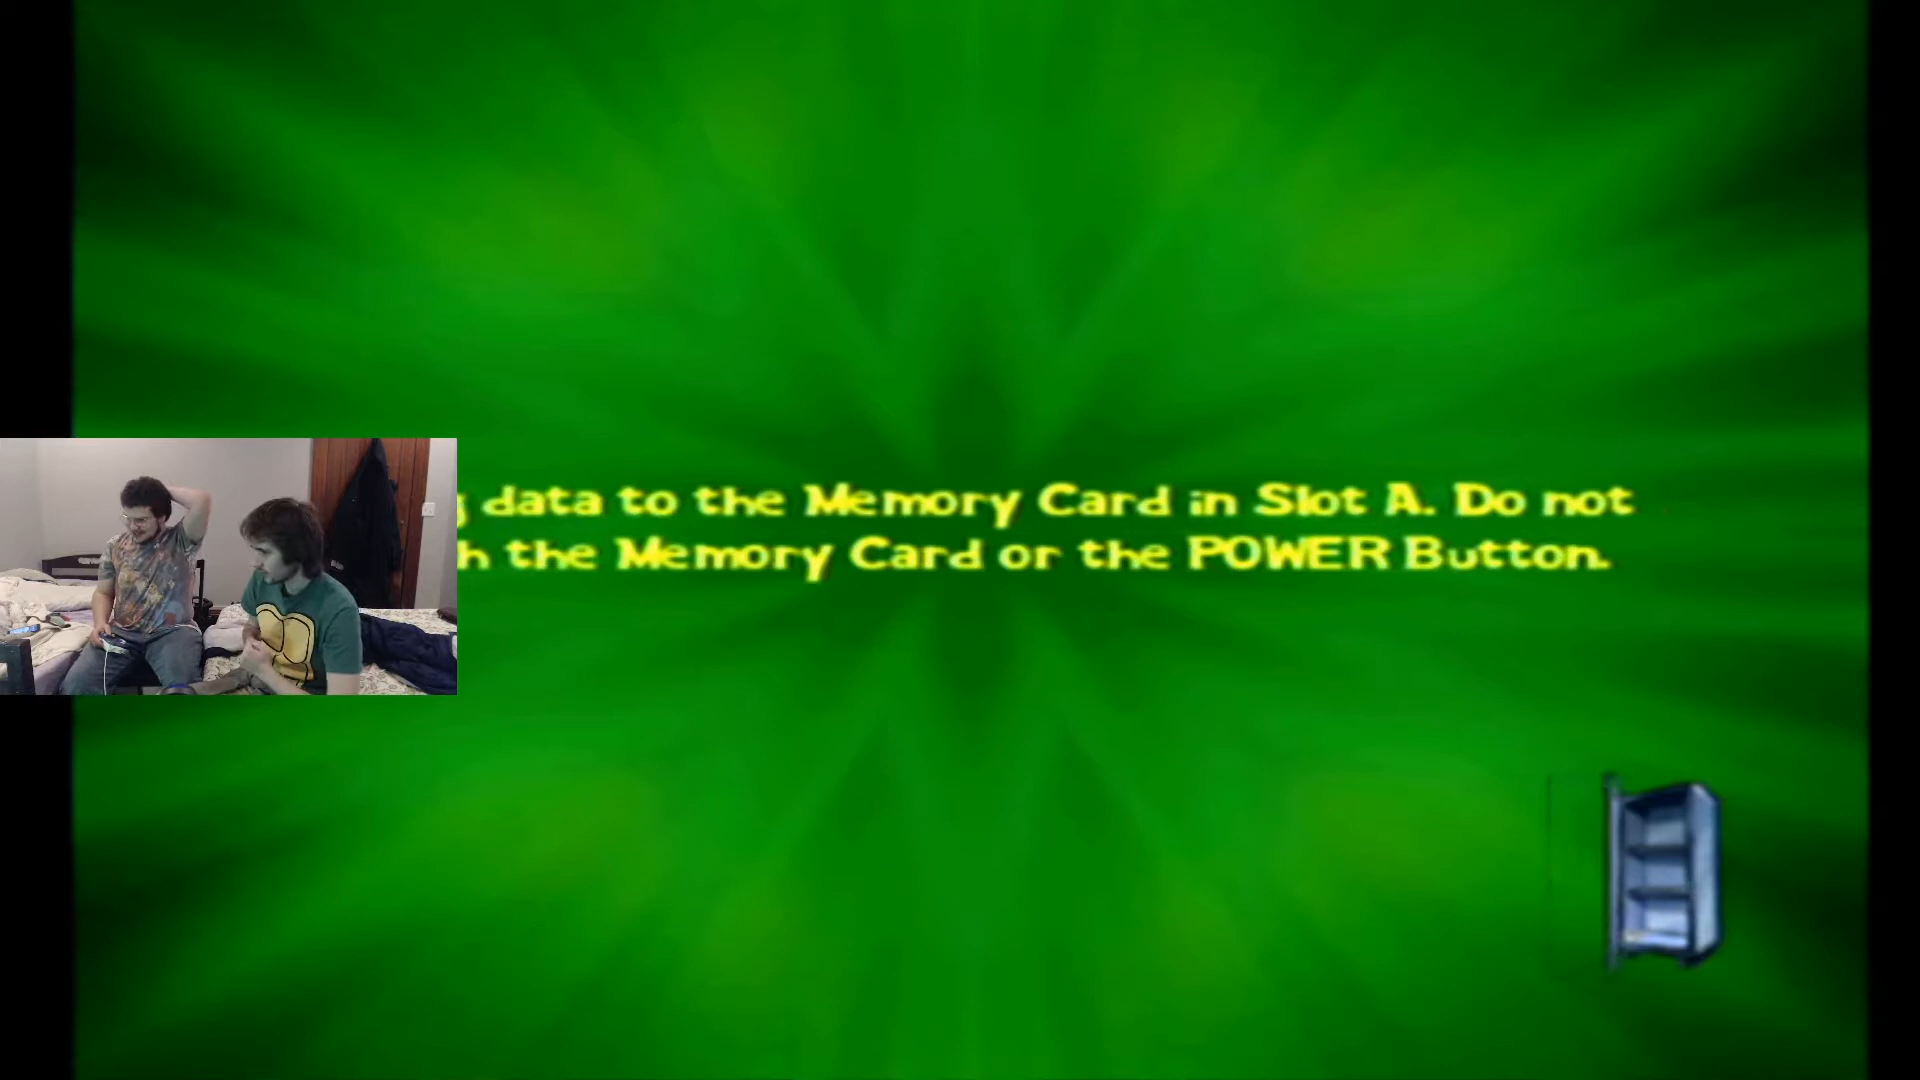 data to the Memory Card in Slot A. Do not
the Memory Card or the POWER Button.